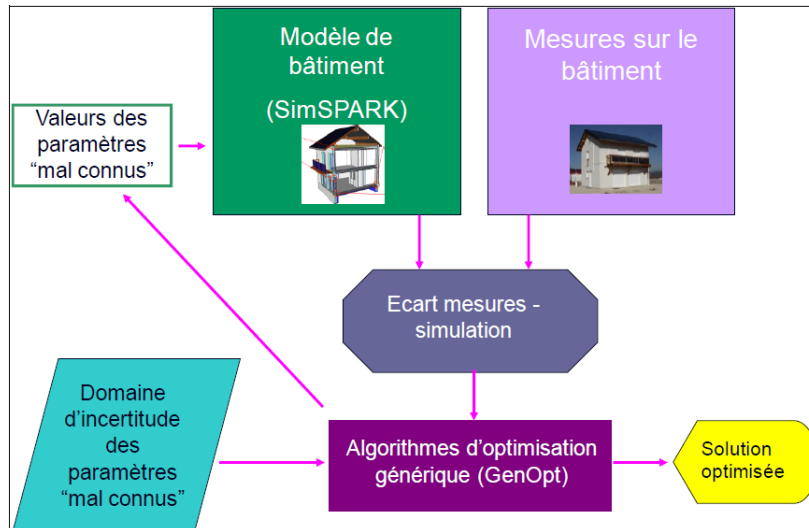 Modèle de
bâtiment
(SimSPARK)
Mesures sur le
bâtiment
Valeurs des
paramètres
“mal connus”
Ecart mesures -
simulation
Domaine
d’incertitude
des
paramètres
“mal connus”
Algorithmes d’optimisation
générique (GenOpt)
Solution
optimisée